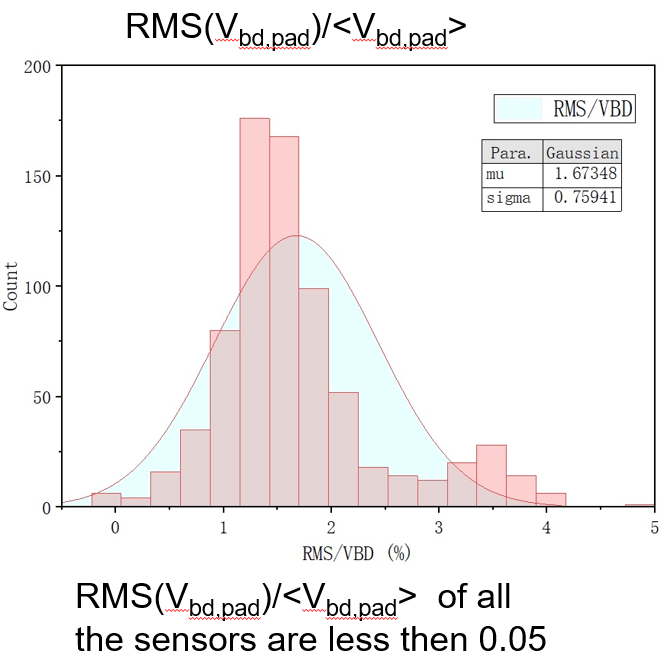 RMS(Vbd,pad)/<Vbd,pad>
200
RMS/VBD
Para. Gaussian
mu 1.67348
sigma 0.75941
150
Count
100
50
0
0 1 2 3 4 5
RMS/VBD (%)
RMS(Vbd,pad)/<Vbd,pad> of all
the sensors are less then 0.05